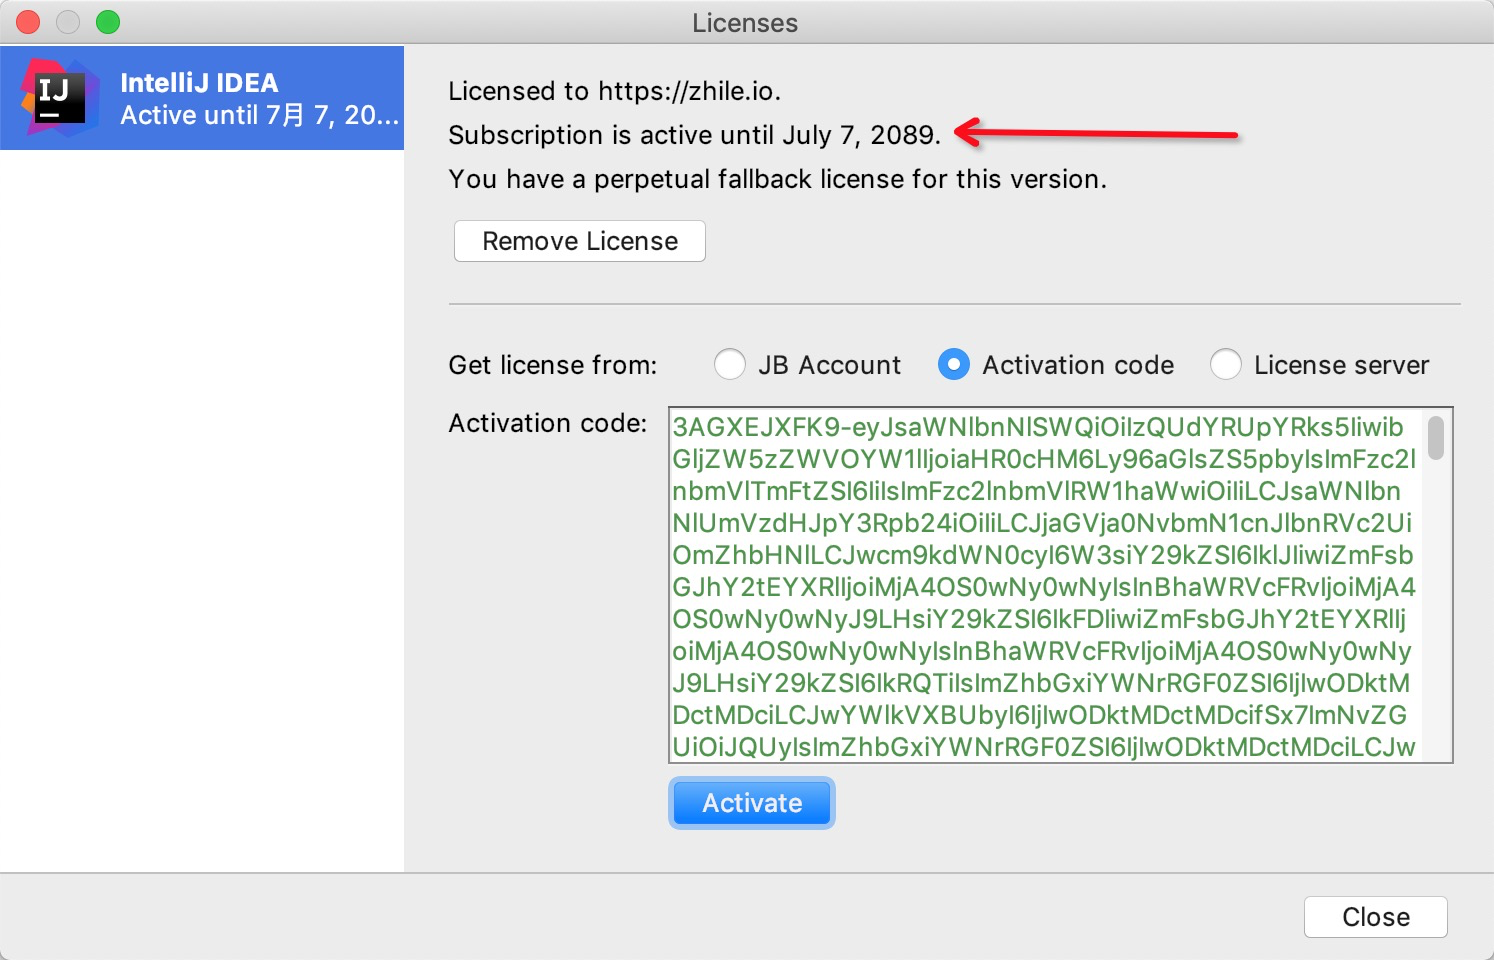 Licenses
IJ
IntelliJ IDEA
Active until 7月 7, 20...
Licensed to https://zhile.io.
Subscription is active until July 7, 2089.
You have a perpetual fallback license for this version.
Remove License
Get license from: JB Account Activation code License server
Activation code:
3AGXEJXFK9-eyJsaWNlbnNlSWQiOiIzQUdYRUpYRks5Iiwib
GljZW5zZWVOYW1lIjoiaHR0cHM6Ly96aGlsZS5pbyIsImFzc2l
nbmVlTmFtZSI6IiIsImFzc2lnbmVlRW1haWwiOiIiLCJsaWNlbn
NlUmVzdHJpY3Rpb24iOiIiLCJjaGVja0NvbmN1cnJlbnRVc2Ui
OmZhbHNlLCJwcm9kdWN0cyI6W3siY29kZSI6IklJIiwiZmFsb
GJhY2tEYXRlIjoiMjA4OS0wNy0wNyIsInBhaWRVcFRvIjoiMjA4
OS0wNy0wNyJ9LHsiY29kZSI6IkFDIiwiZmFsbGJhY2tEYXRlIj
oiMjA4OS0wNy0wNyIsInBhaWRVcFRvIjoiMjA4OS0wNy0wNy
J9LHsiY29kZSI6IkRQTiIsImZhbGxiYWNrRGF0ZSI6IjIwODktM
DctMDciLCJwYWlkVXBUbyI6IjIwODktMDctMDcifSx7ImNvZG
UiOiJQUyIsImZhbGxiYWNrRGF0ZSI6IjIwODktMDctMDciLCJw
Activate
Close